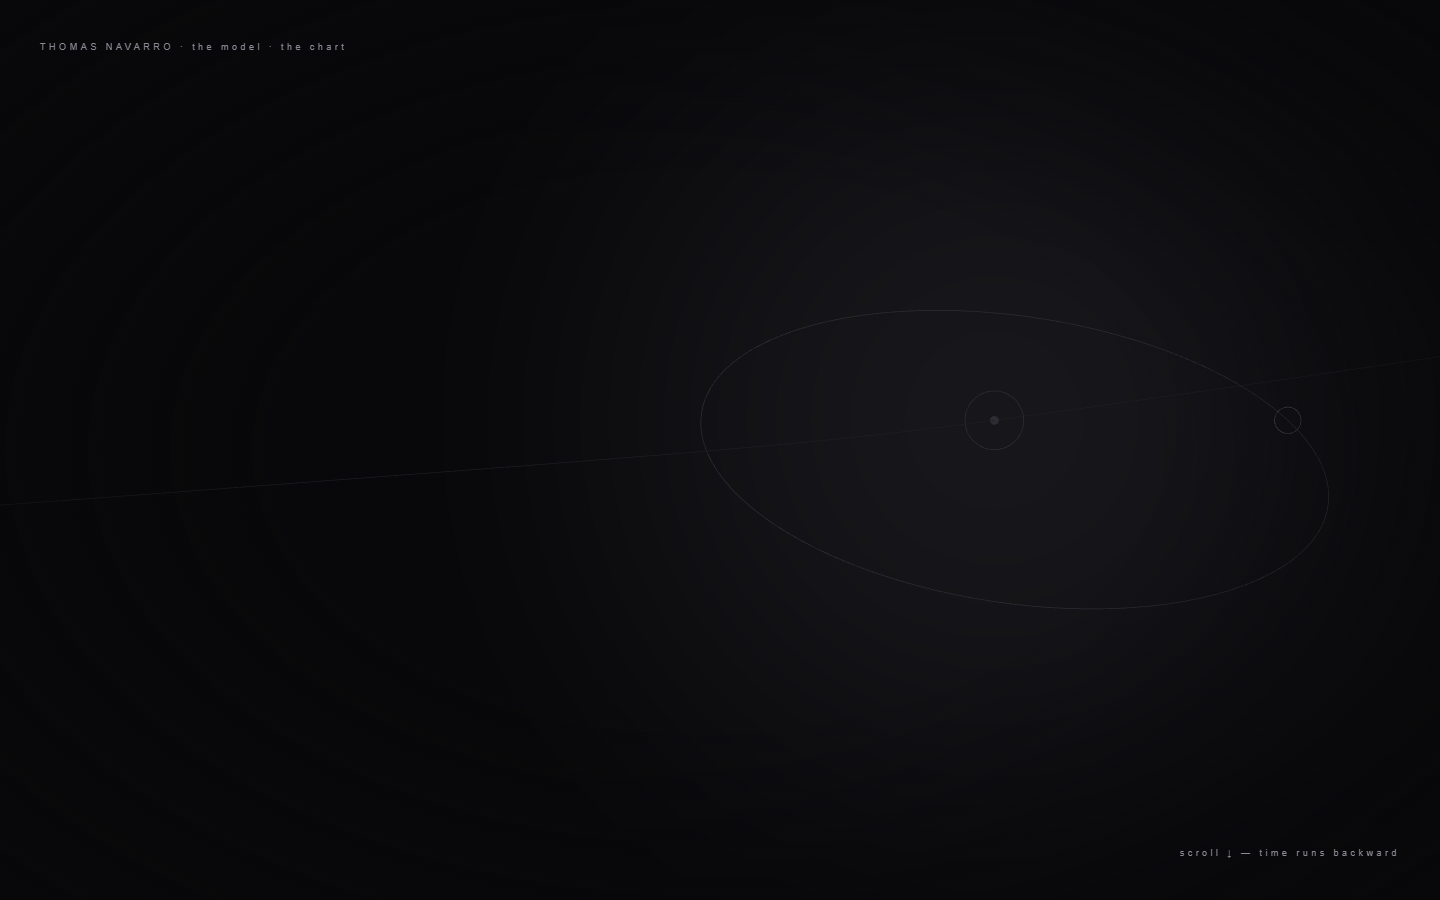 THOMAS NAVARRO · the model · the chart
scroll ↓ — time runs backward